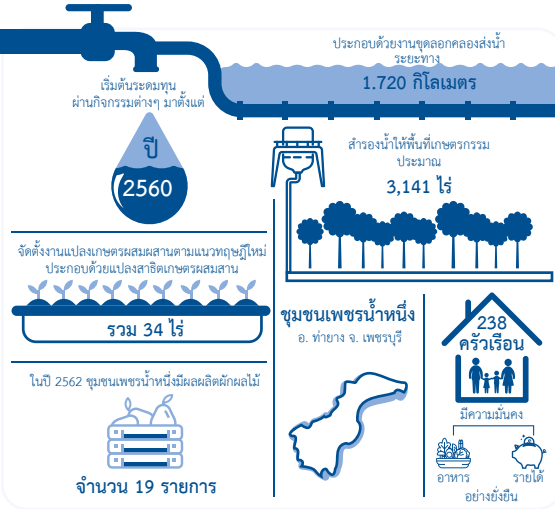 ประกอบด้วยงานขุดลอกคลองส่งน้ำ
ระยะทาง
1.720 กิโลเมตร
เริ่มต้นระดมทุน
ผ่านกิจกรรมต่างๆ มาตั้งแต่
ปี
2560
สำรองน้ำให้พื้นที่เกษตรกรรม
ประมาณ
3,141 ไร่
จัดตั้งงานแปลงเกษตรผสมผสานตามแนวทฤษฎีใหม่
ประกอบด้วยแปลงสาธิตเกษตรผสมสาน
รวม 34 ไร่
ชุมชนเพชรน้ำหนึ่ง
อ. ท่ายาง จ. เพชรบุรี
238
ครัวเรือน
มีความมั่นคง
อาหาร
รายได้
อย่างยั่งยืน
ในปี 2562 ชุมชนเพชรน้ำหนึ่งมีผลผลิตผักผลไม้
จำนวน 19 รายการ